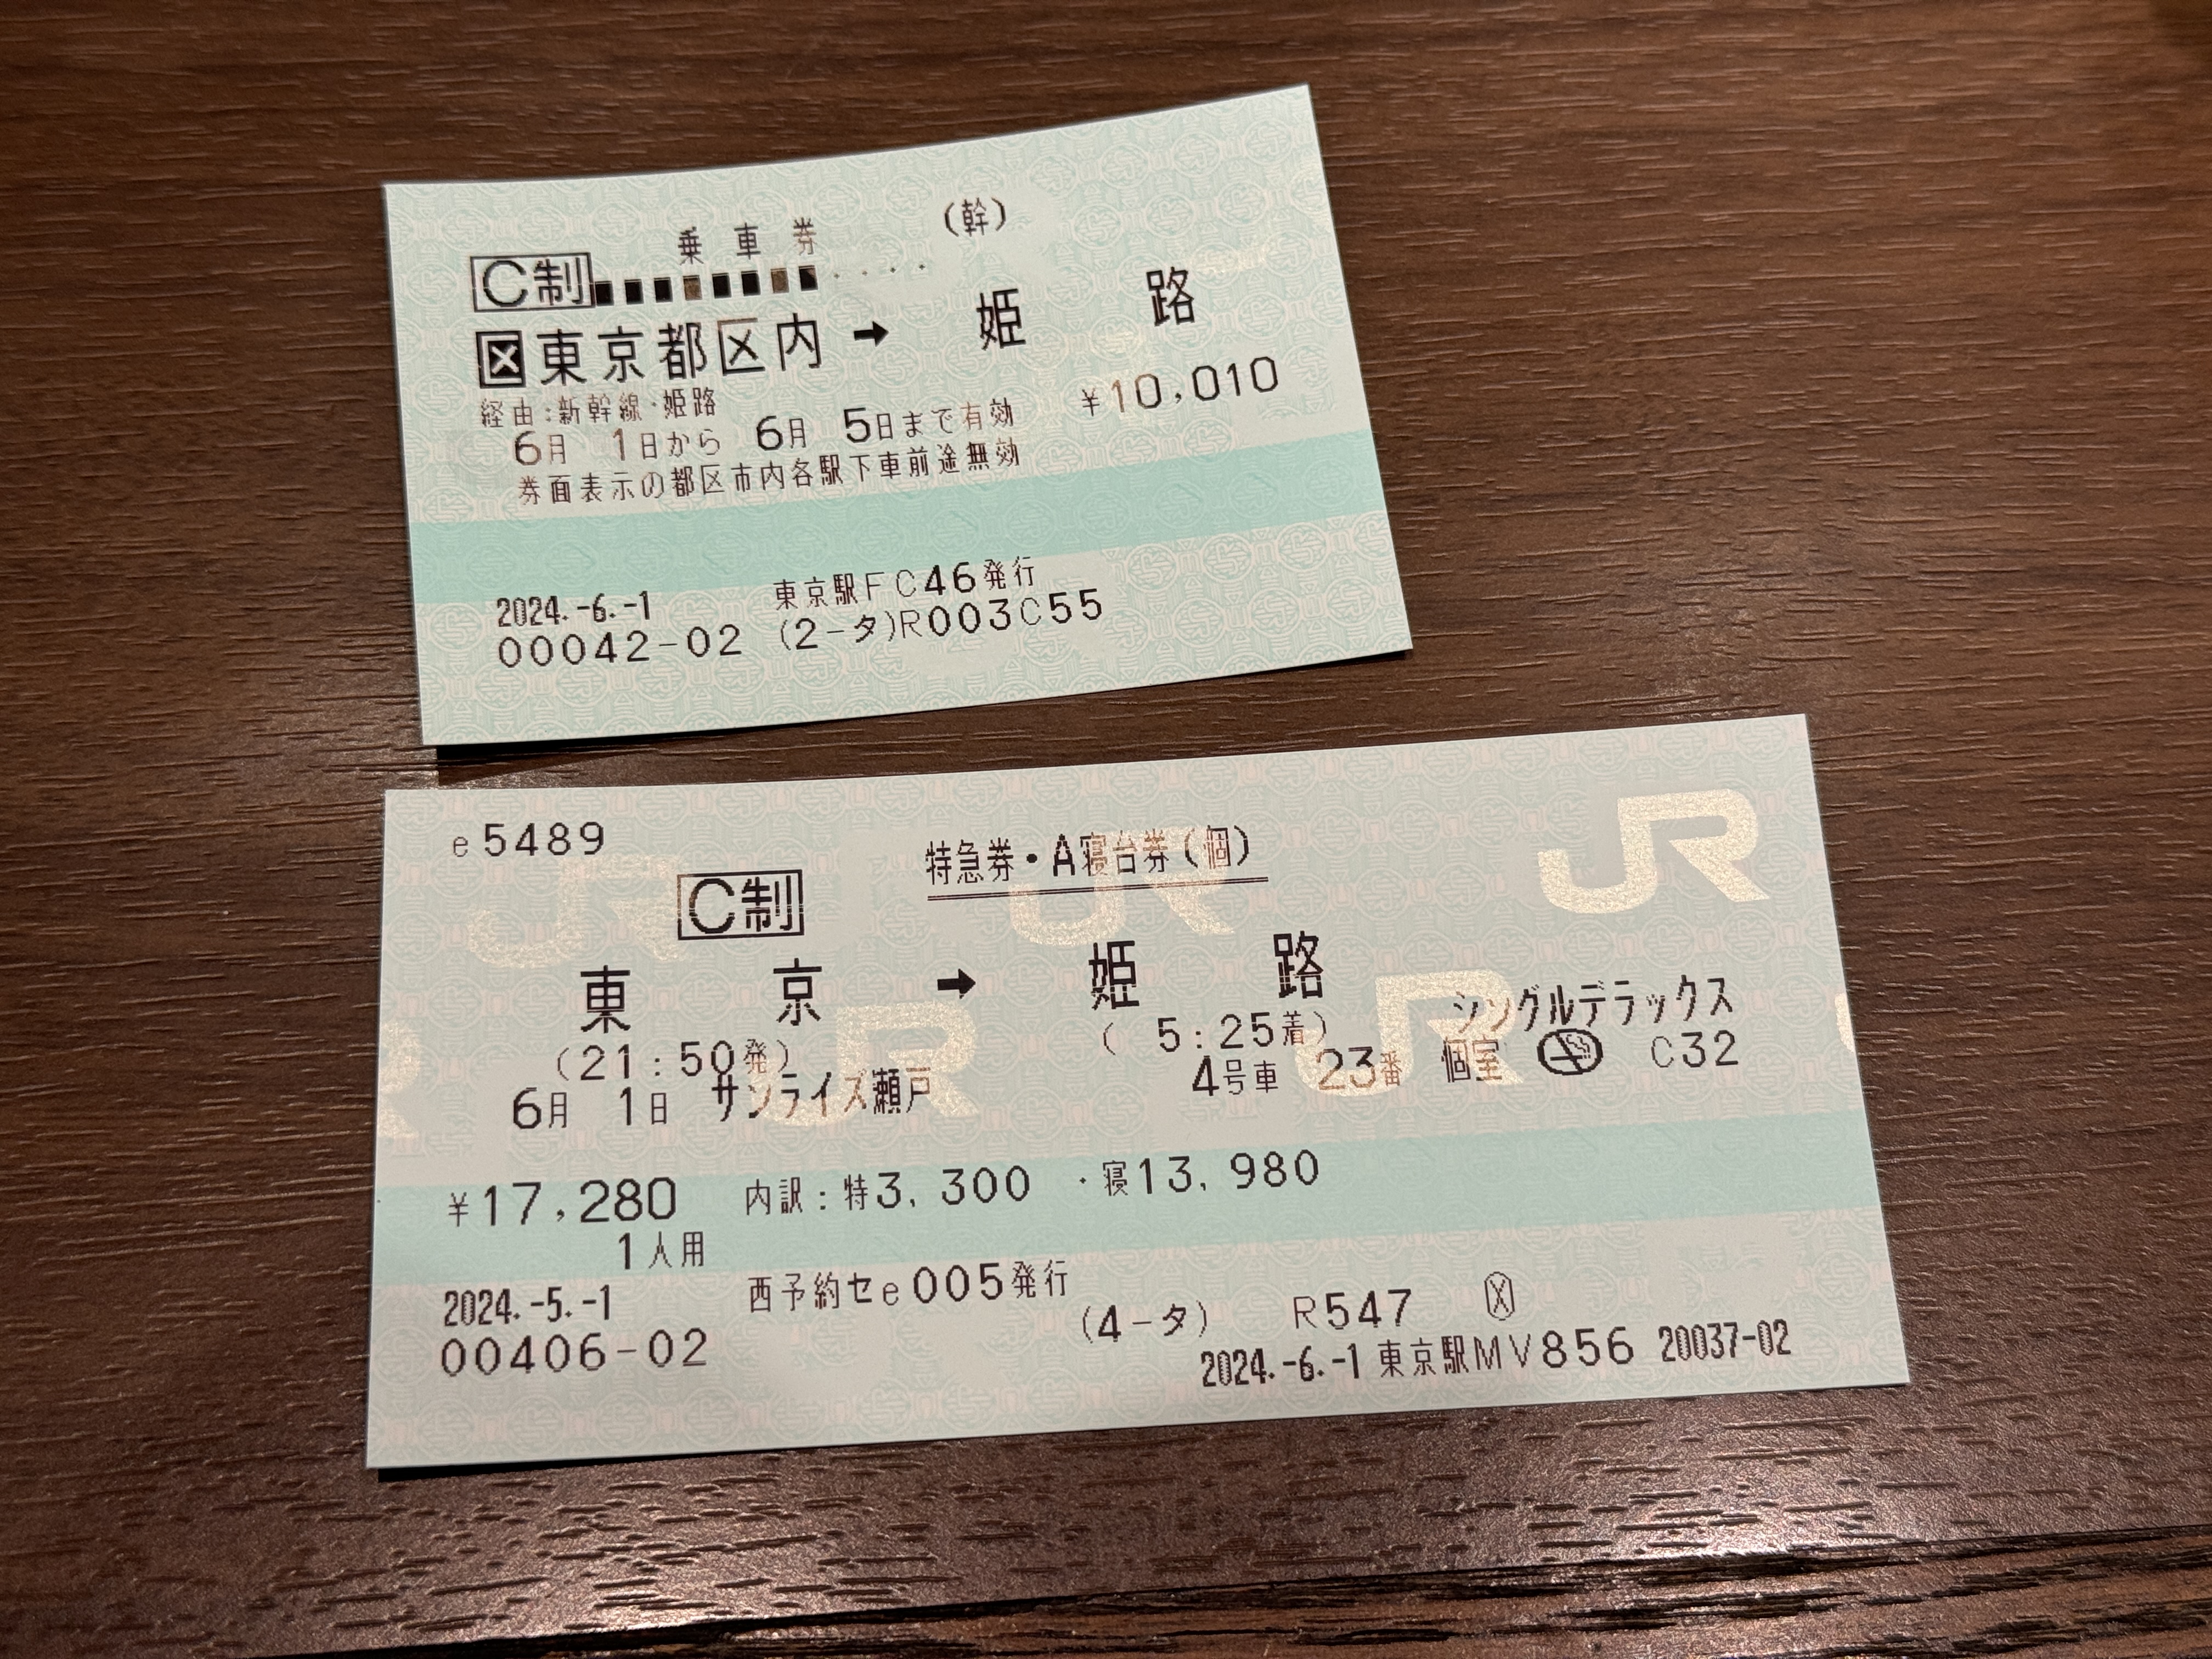 乗車券 (幹)
C制
区東京都区内 → 姫路
経由:新幹線・姫路
¥10,010
6月 1日から 6月 5日まで有効
券面表示の都区市内各駅下車前途無効
東京駅FC46発行
2024.-6.-1
00042-02 (2-タ)R003C55
e5489
特急券・A寝台券(個)
C制
JR
JR
JR
東京 → 姫路
(21:50発) ( 5:25着) シングルデラックス
6月 1日 サンライズ瀬戸 4号車 23番 個室 C32
JR
JR
¥17,280 内訳:特3,300 ・寝13,980
1人用
2024.-5.-1 西予約セe005発行
00406-02 (4-タ) R547 X
2024.-6.-1 東京駅MV856 20037-02